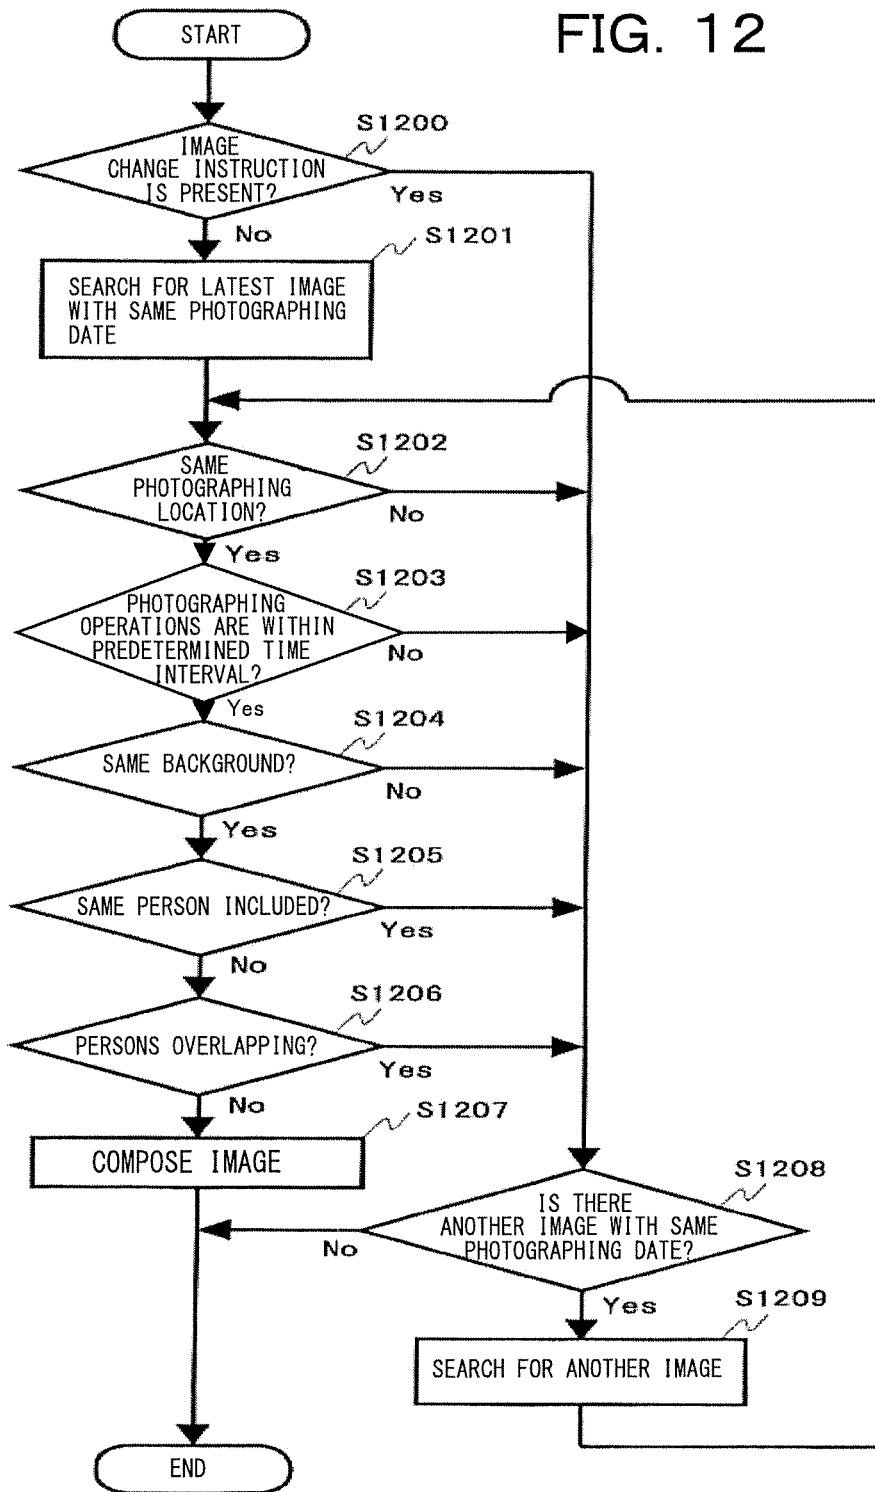 FIG. 12
START
S1200
IMAGE
CHANGE INSTRUCTION
IS PRESENT?
Yes
No
S1201
SEARCH FOR LATEST IMAGE
WITH SAME PHOTOGRAPHING
DATE
S1202
SAME
PHOTOGRAPHING
LOCATION?
No
Yes
S1203
PHOTOGRAPHING
OPERATIONS ARE WITHIN
PREDETERMINED TIME
INTERVAL?
No
Yes
S1204
SAME BACKGROUND?
No
Yes
S1205
SAME PERSON INCLUDED?
Yes
No
S1206
PERSONS OVERLAPPING?
Yes
No
S1207
COMPOSE IMAGE
S1208
IS THERE
ANOTHER IMAGE WITH SAME
PHOTOGRAPHING DATE?
No
Yes
S1209
SEARCH FOR ANOTHER IMAGE
END